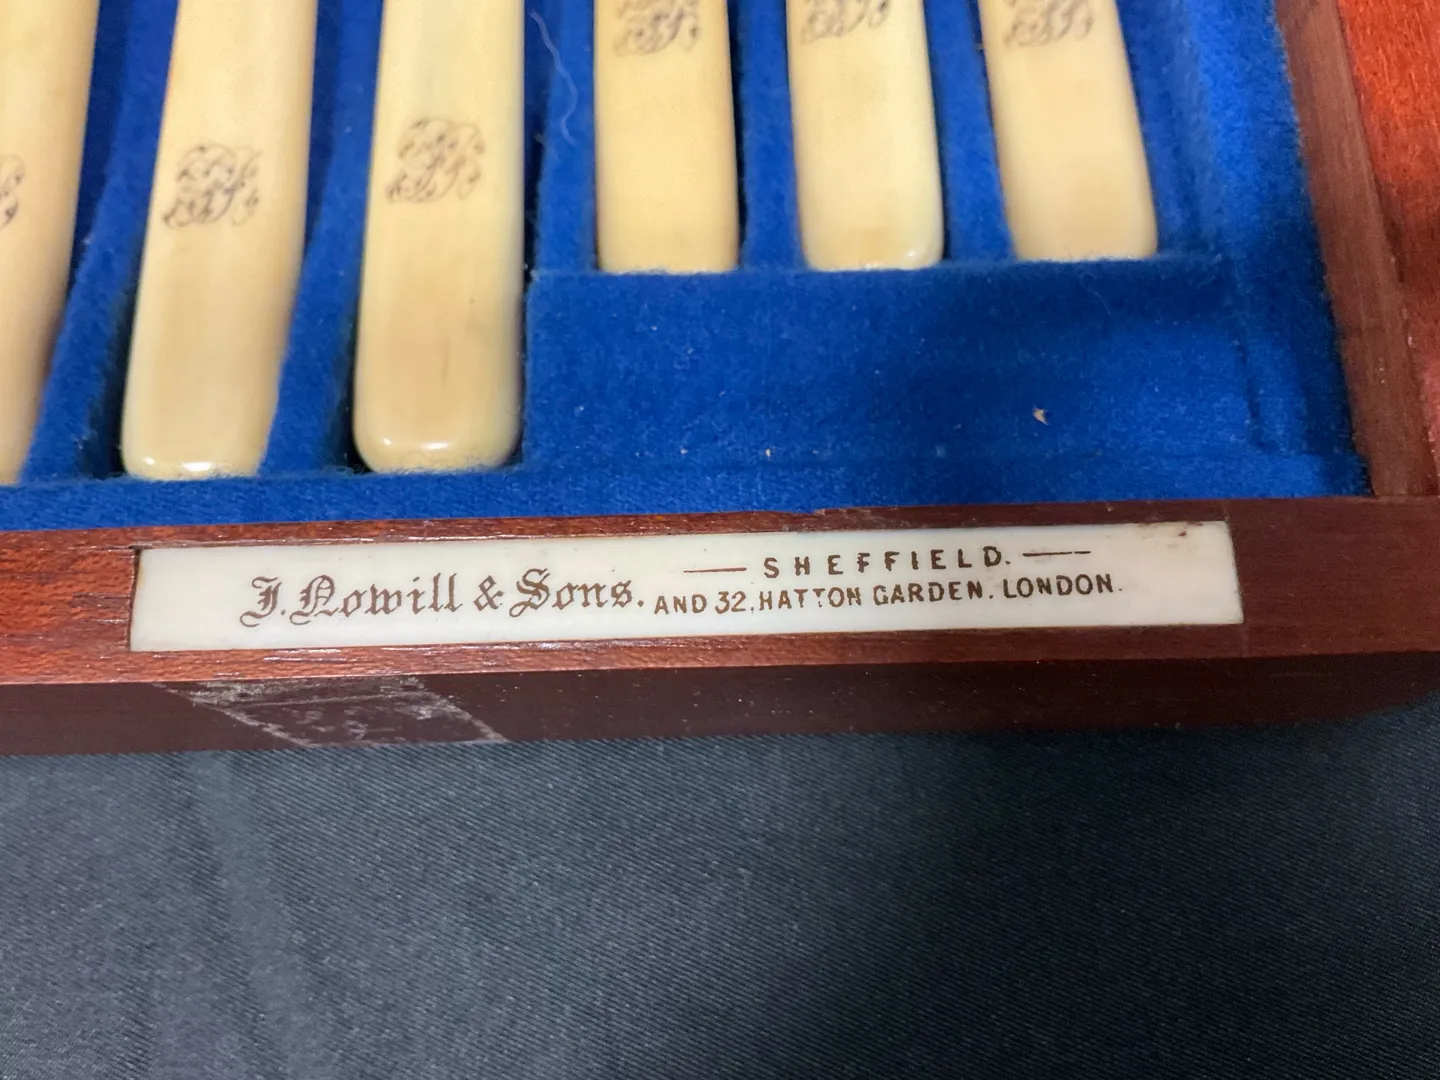 J. Nowill & Sons.
— SHEFFIELD. —
AND 32, HATTON GARDEN. LONDON.